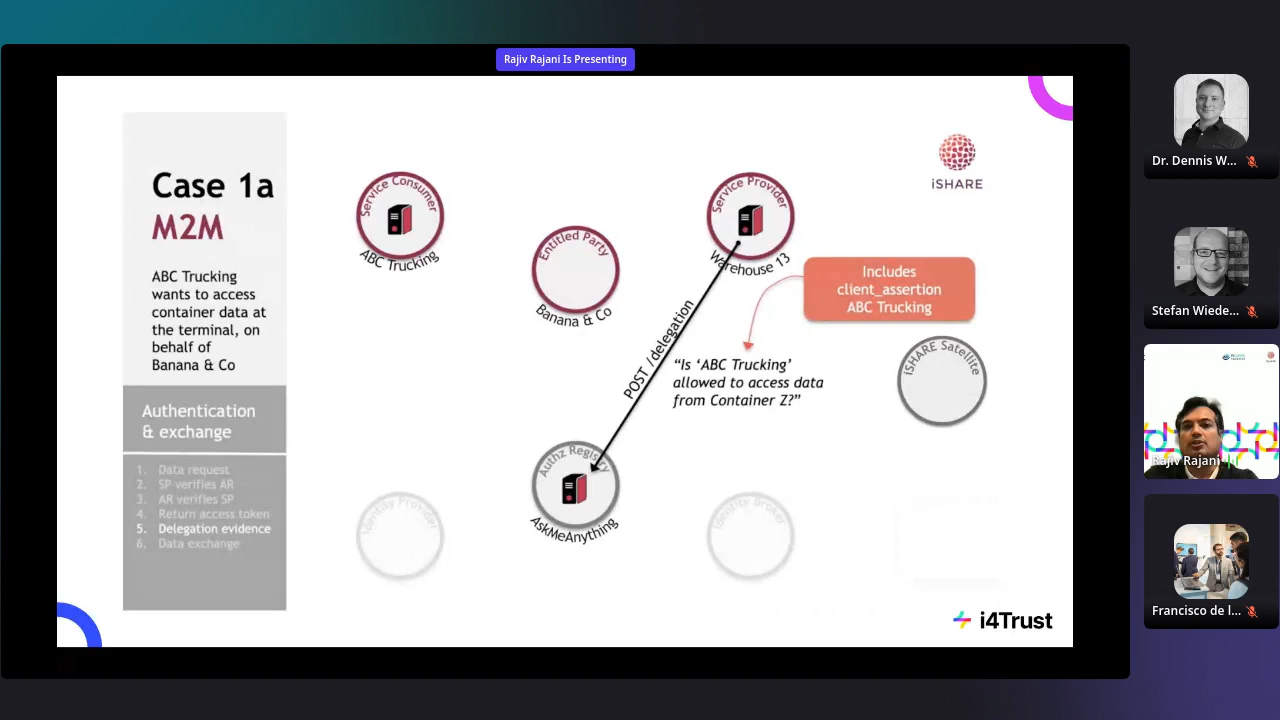 Rajiv Rajani Is Presenting
Case 1a
M2M
ABC Trucking
wants to access
container data at
the terminal, on
behalf of
Banana & Co
Authentication
& exchange
1. Data request
2. SP verifies AR
3. AR verifies SP
4. Return access token
5. Delegation evidence
6. Data exchange
Service Consumer
ABC Trucking
Entitled Party
Banana & Co
Service Provider
Warehouse 13
iSHARE
Includes
client_assertion
ABC Trucking
POST /delegation
“Is ‘ABC Trucking’
allowed to access data
from Container Z?”
iSHARE Satellite
Authz Registry
AskMeAnything
Identity Provider
Identity Broker
i4Trust
Dr. Dennis W...
Stefan Wiede...
Rajiv Rajani
Francisco de l...